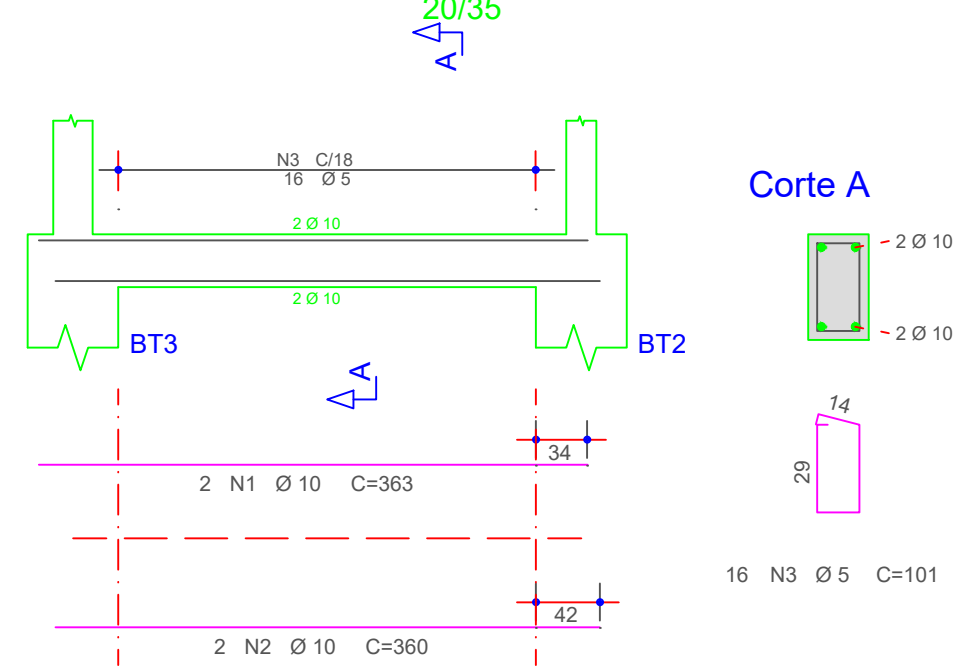 20/35
A
N3 C/18
16 Ø 5
Corte A
2 Ø 10
2 Ø 10
2 Ø 10
2 Ø 10
BT3
BT2
A
14
29
34
2 N1 Ø 10 C=363
16 N3 Ø 5 C=101
42
2 N2 Ø 10 C=360